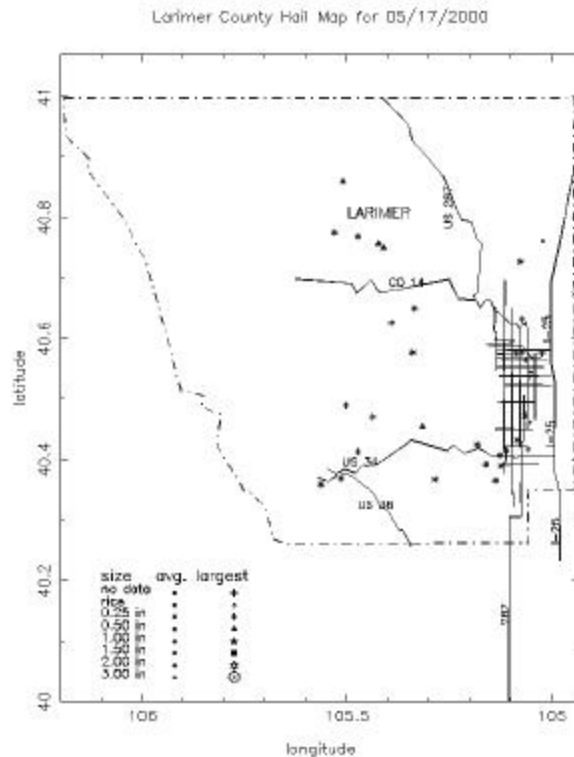 Larimer County Hail Map for 05/17/2000
41
40.8
40.6
40.4
40.2
40
latitude
LARIMER
US 287
CO 14
I-25
I-25
US 34
US 36
I-25
287
size avg. largest
no data
rice
0.25 in
0.50 in
1.00 in
1.50 in
2.00 in
3.00 in
106
105.5
105
longitude